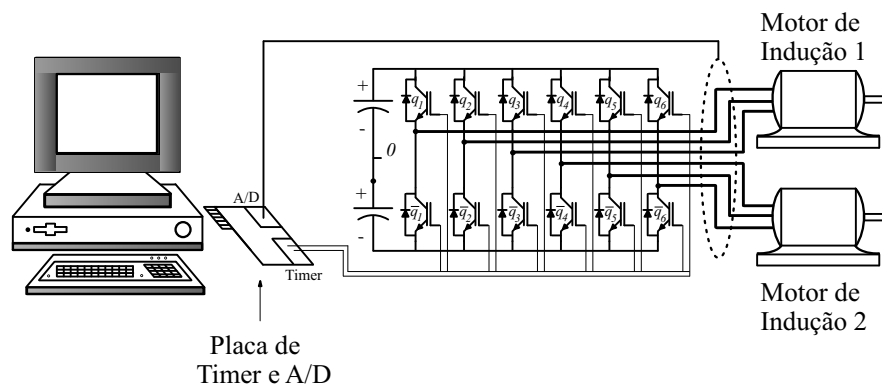 Motor de
Indução 1
+
-
0
+
-
q1 q2 q3 q4 q5 q6
q̅1 q̅2 q̅3 q̅4 q̅5 q̅6
A/D
Timer
Placa de
Timer e A/D
Motor de
Indução 2